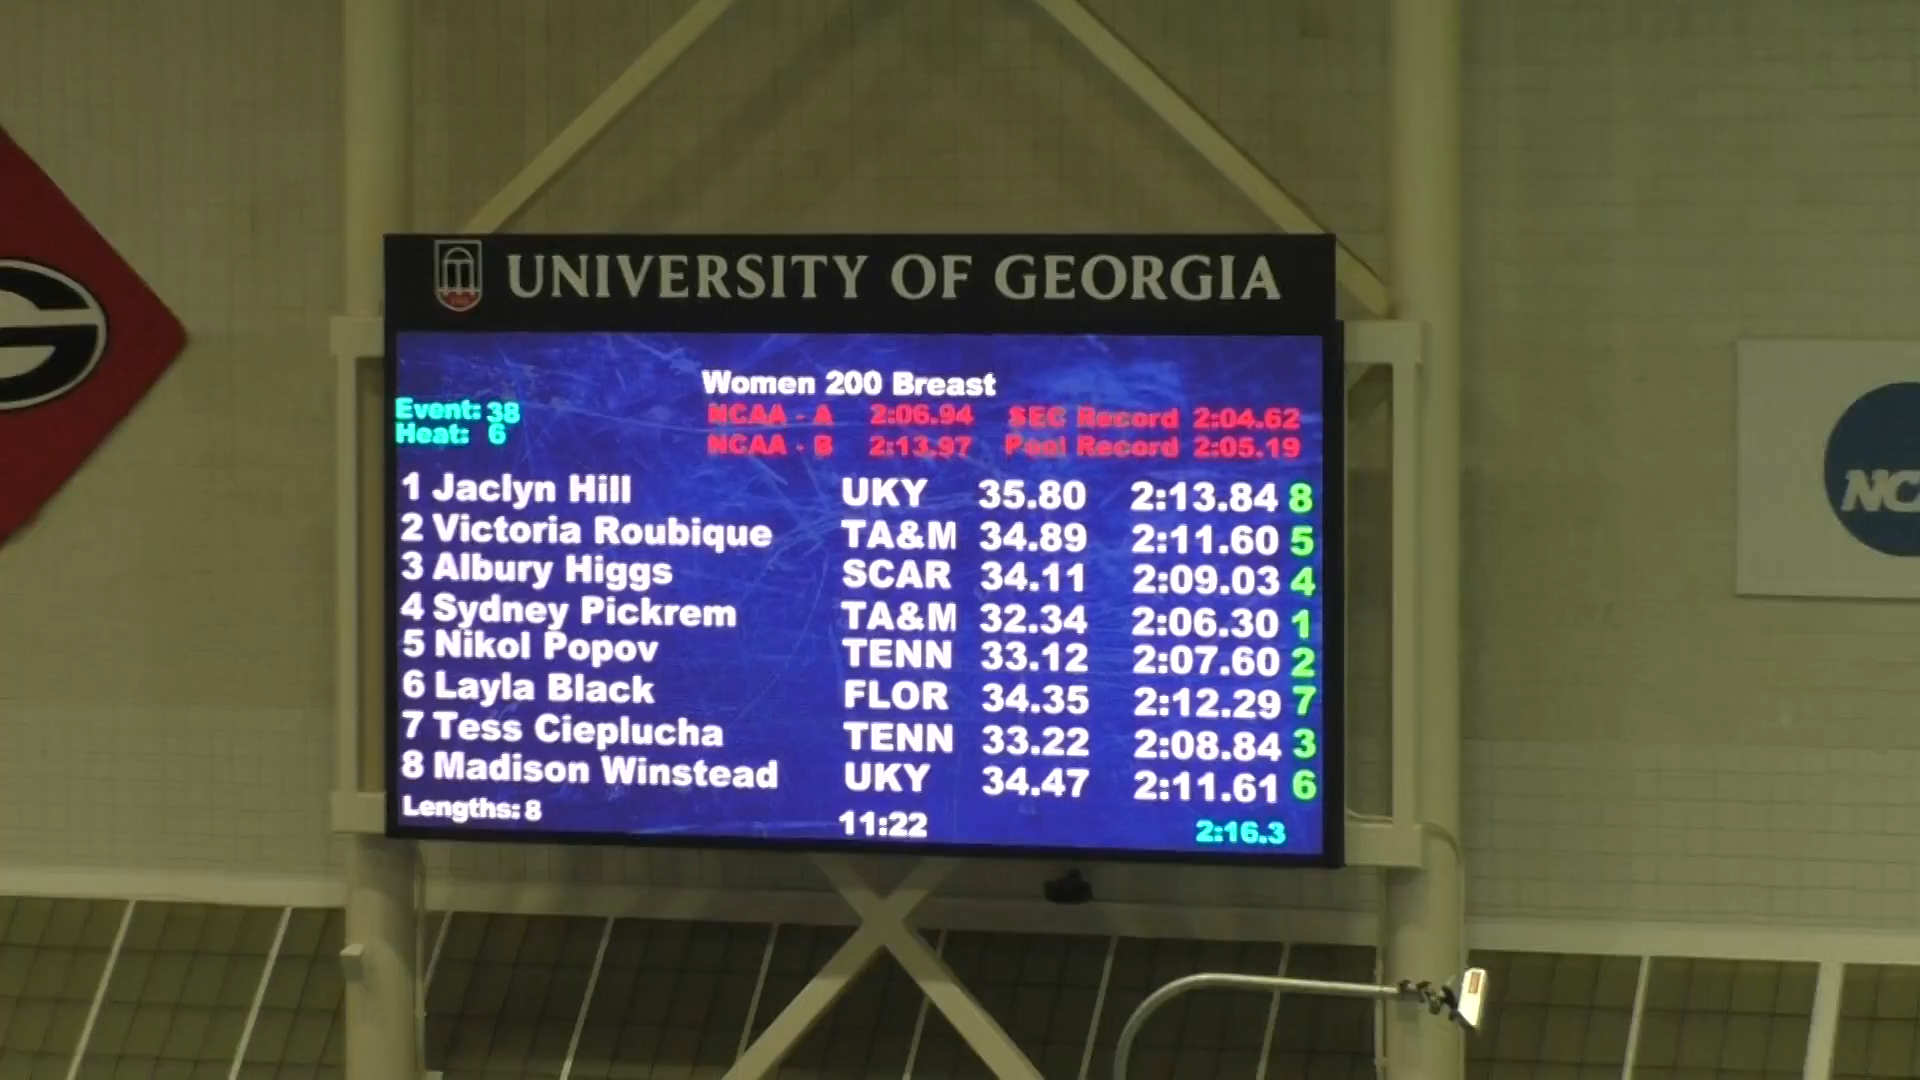 UNIVERSITY OF GEORGIA
Women 200 Breast
Event: 38 NCAA - A 2:06.94 SEC Record 2:04.62
Heat: 6 NCAA - B 2:13.97 Pool Record 2:05.19
1 Jaclyn Hill UKY 35.80 2:13.84 8
2 Victoria Roubique TA&M 34.89 2:11.60 5
3 Albury Higgs SCAR 34.11 2:09.03 4
4 Sydney Pickrem TA&M 32.34 2:06.30 1
5 Nikol Popov TENN 33.12 2:07.60 2
6 Layla Black FLOR 34.35 2:12.29 7
7 Tess Cieplucha TENN 33.22 2:08.84 3
8 Madison Winstead UKY 34.47 2:11.61 6
Lengths: 8 11:22 2:16.3
G